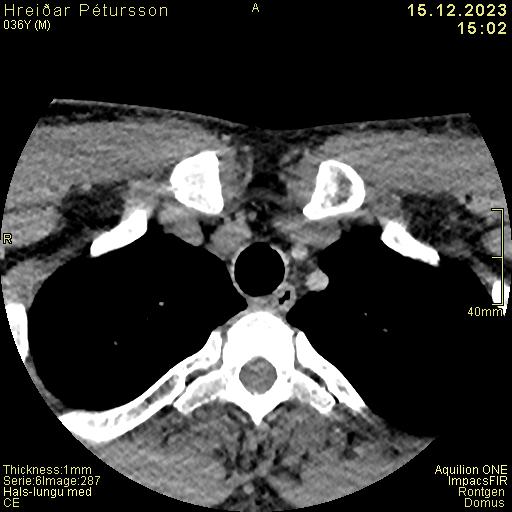 Hreiðar Pétursson
036Y (M)
A
15.12.2023
15:02
R
40mm
Thickness:1mm
Serie:6Image:287
Hals-lungu med
CE
Aquilion ONE
ImpacsFIR
Rontgen
Domus